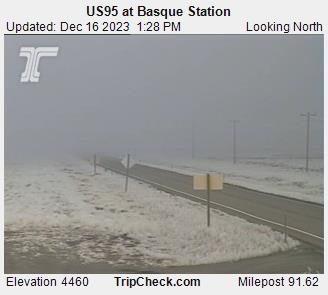 US95 at Basque Station
Updated: Dec 16 2023 1:28 PM Looking North
Elevation 4460 TripCheck.com Milepost 91.62